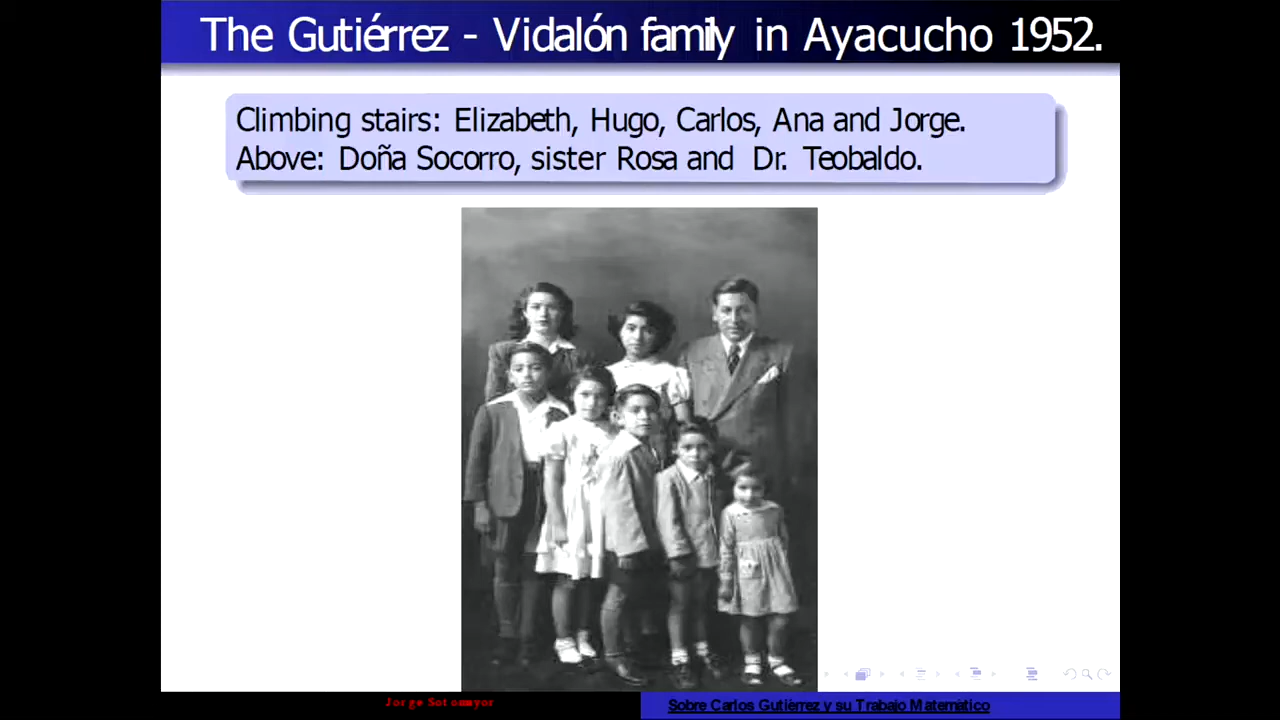 The Gutiérrez - Vidalón family in Ayacucho 1952.
Climbing stairs: Elizabeth, Hugo, Carlos, Ana and Jorge.
Above: Doña Socorro, sister Rosa and Dr. Teobaldo.
Jorge Sotomayor
Sobre Carlos Gutiérrez y su Trabajo Matemático